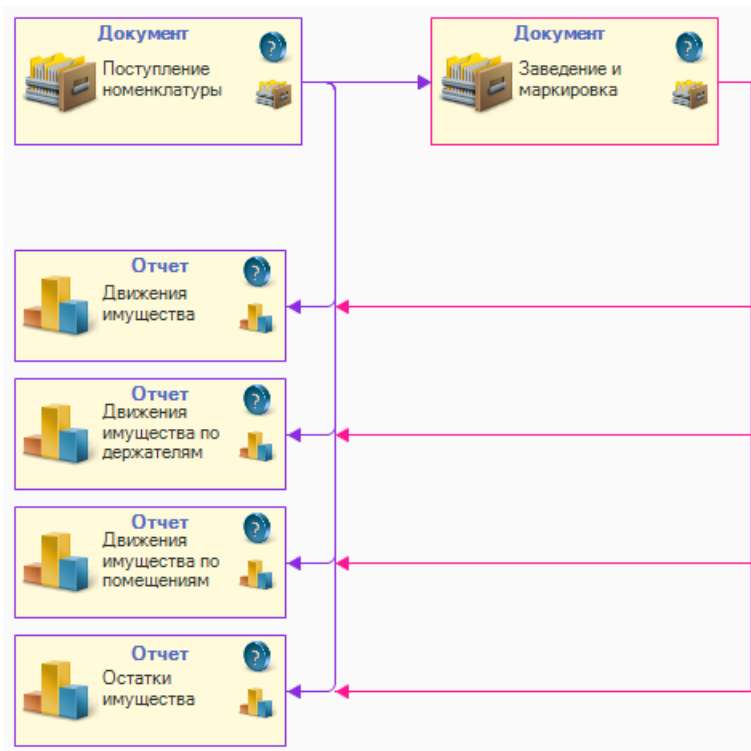 Документ
Поступление
номенклатуры
Документ
Заведение и
маркировка
Отчет
Движения
имущества
Отчет
Движения
имущества по
держателям
Отчет
Движения
имущества по
помещениям
Отчет
Остатки
имущества